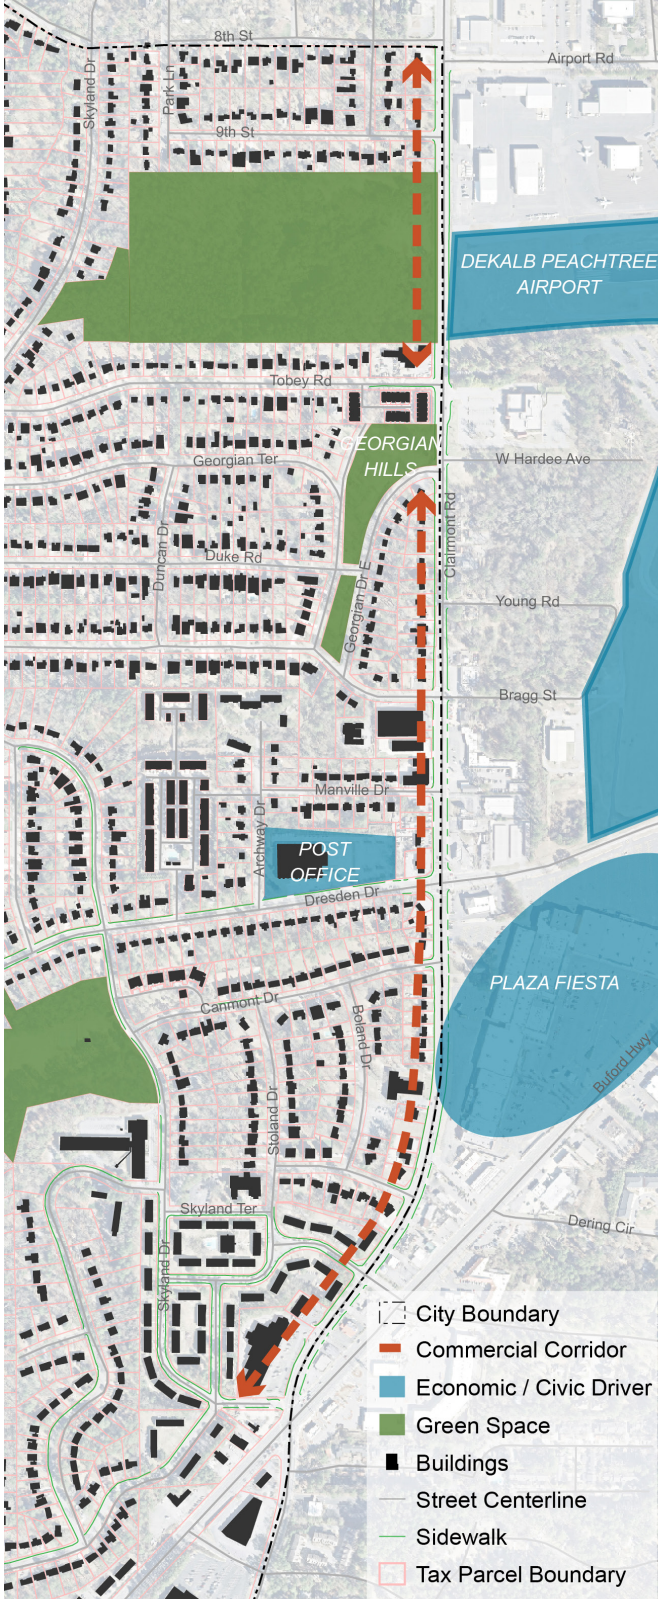 8th St
Airport Rd
Skyland Dr
Park Ln
9th St
DEKALB PEACHTREE
AIRPORT
Tobey Rd
GEORGIAN
HILLS
Georgian Ter
W Hardee Ave
Clairmont Rd
Duncan Dr
Duke Rd
Georgian Dr E
Young Rd
Bragg St
Manville Dr
Archway Dr
POST
OFFICE
Dresden Dr
PLAZA FIESTA
Canmont Dr
Boland Dr
Buford Hwy
Stoland Dr
Skyland Ter
Dering Cir
Skyland Dr
City Boundary
Commercial Corridor
Economic / Civic Driver
Green Space
Buildings
Street Centerline
Sidewalk
Tax Parcel Boundary